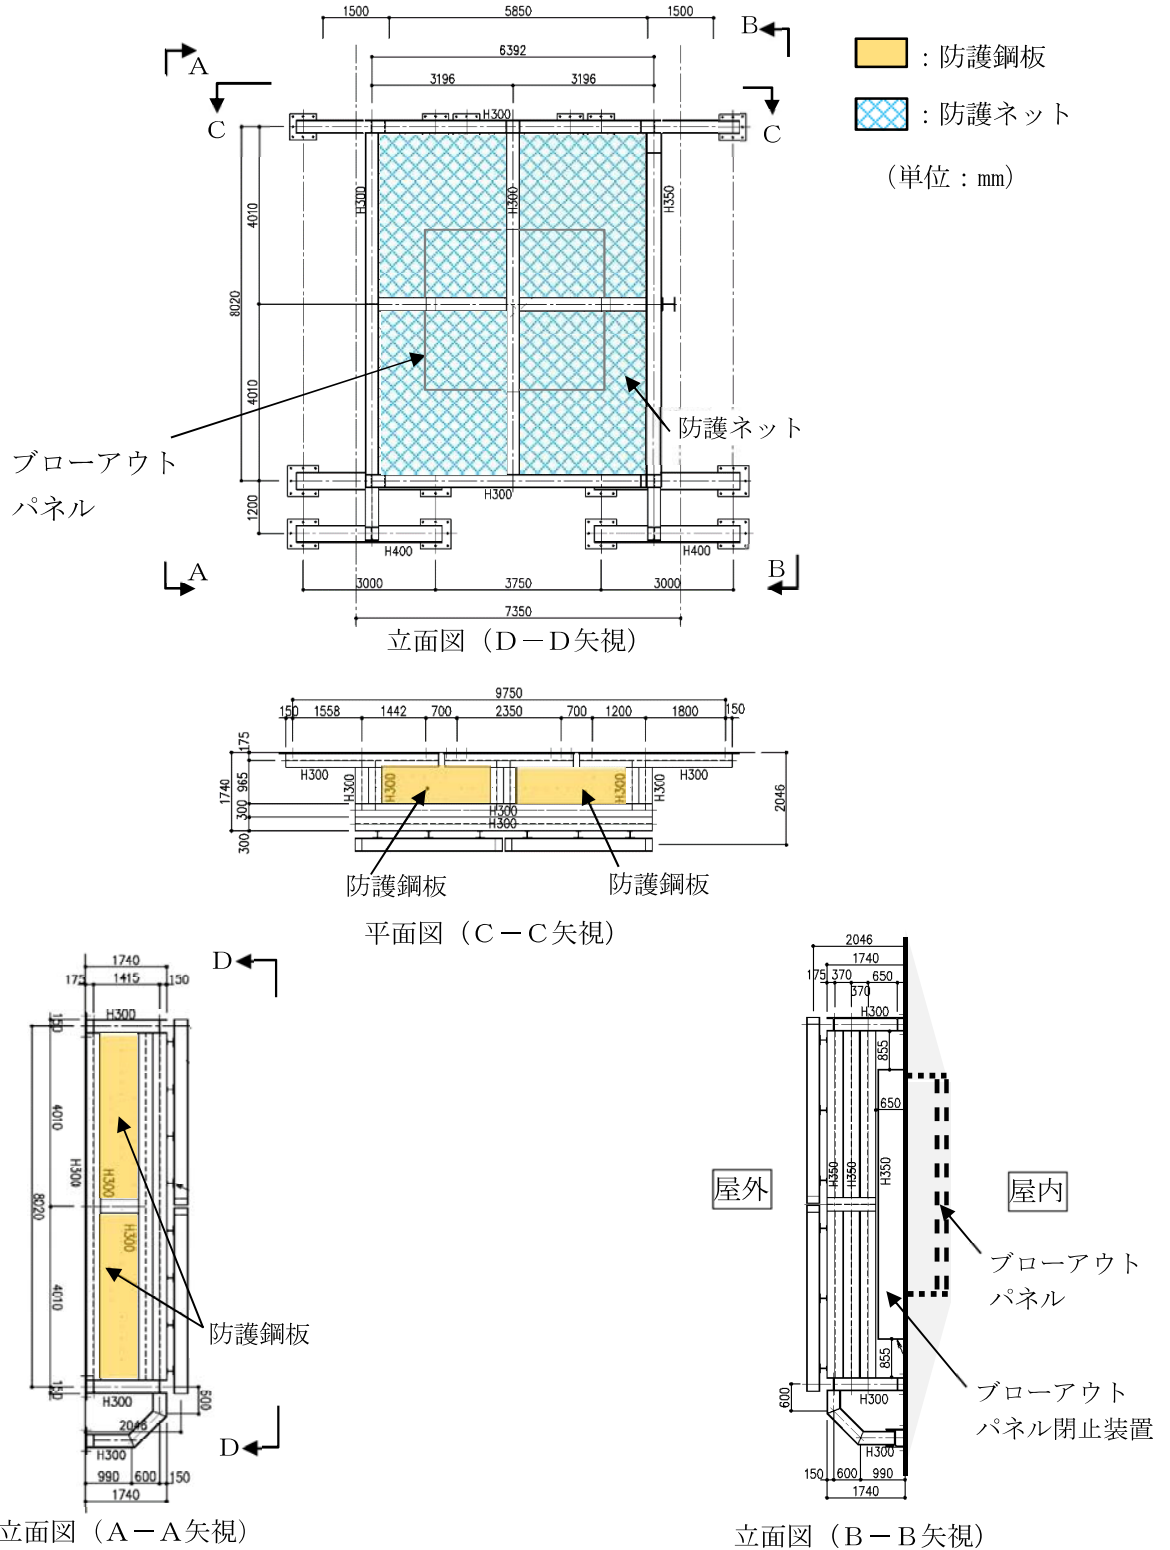 1500
5850
1500
B
6392
A
3196
3196
C
C
H300
：防護鋼板
：防護ネット
（単位：mm）
H300
H300
H350
4010
8020
4010
1200
ブローアウト
パネル
防護ネット
H300
H400
H400
A
B
3000
3750
3000
7350
立面図（D－D矢視）
9750
150
1558
1442
700
2350
700
1200
1800
150
175
965
1740
300
300
H300
H300
H300
H300
H300
H300
H300
H300
2046
防護鋼板
防護鋼板
平面図（C－C矢視）
1740
D
175
1415
150
H300
150
4010
H300
H300
8020
H300
4010
防護鋼板
150
H300
500
2046
D
H300
990
600
150
1740
立面図（A－A矢視）
2046
1740
175
370
650
370
H300
855
650
H350
H350
H350
屋外
屋内
ブローアウト
パネル
855
600
H300
ブローアウト
パネル閉止装置
H300
150
600
990
1740
立面図（B－B矢視）